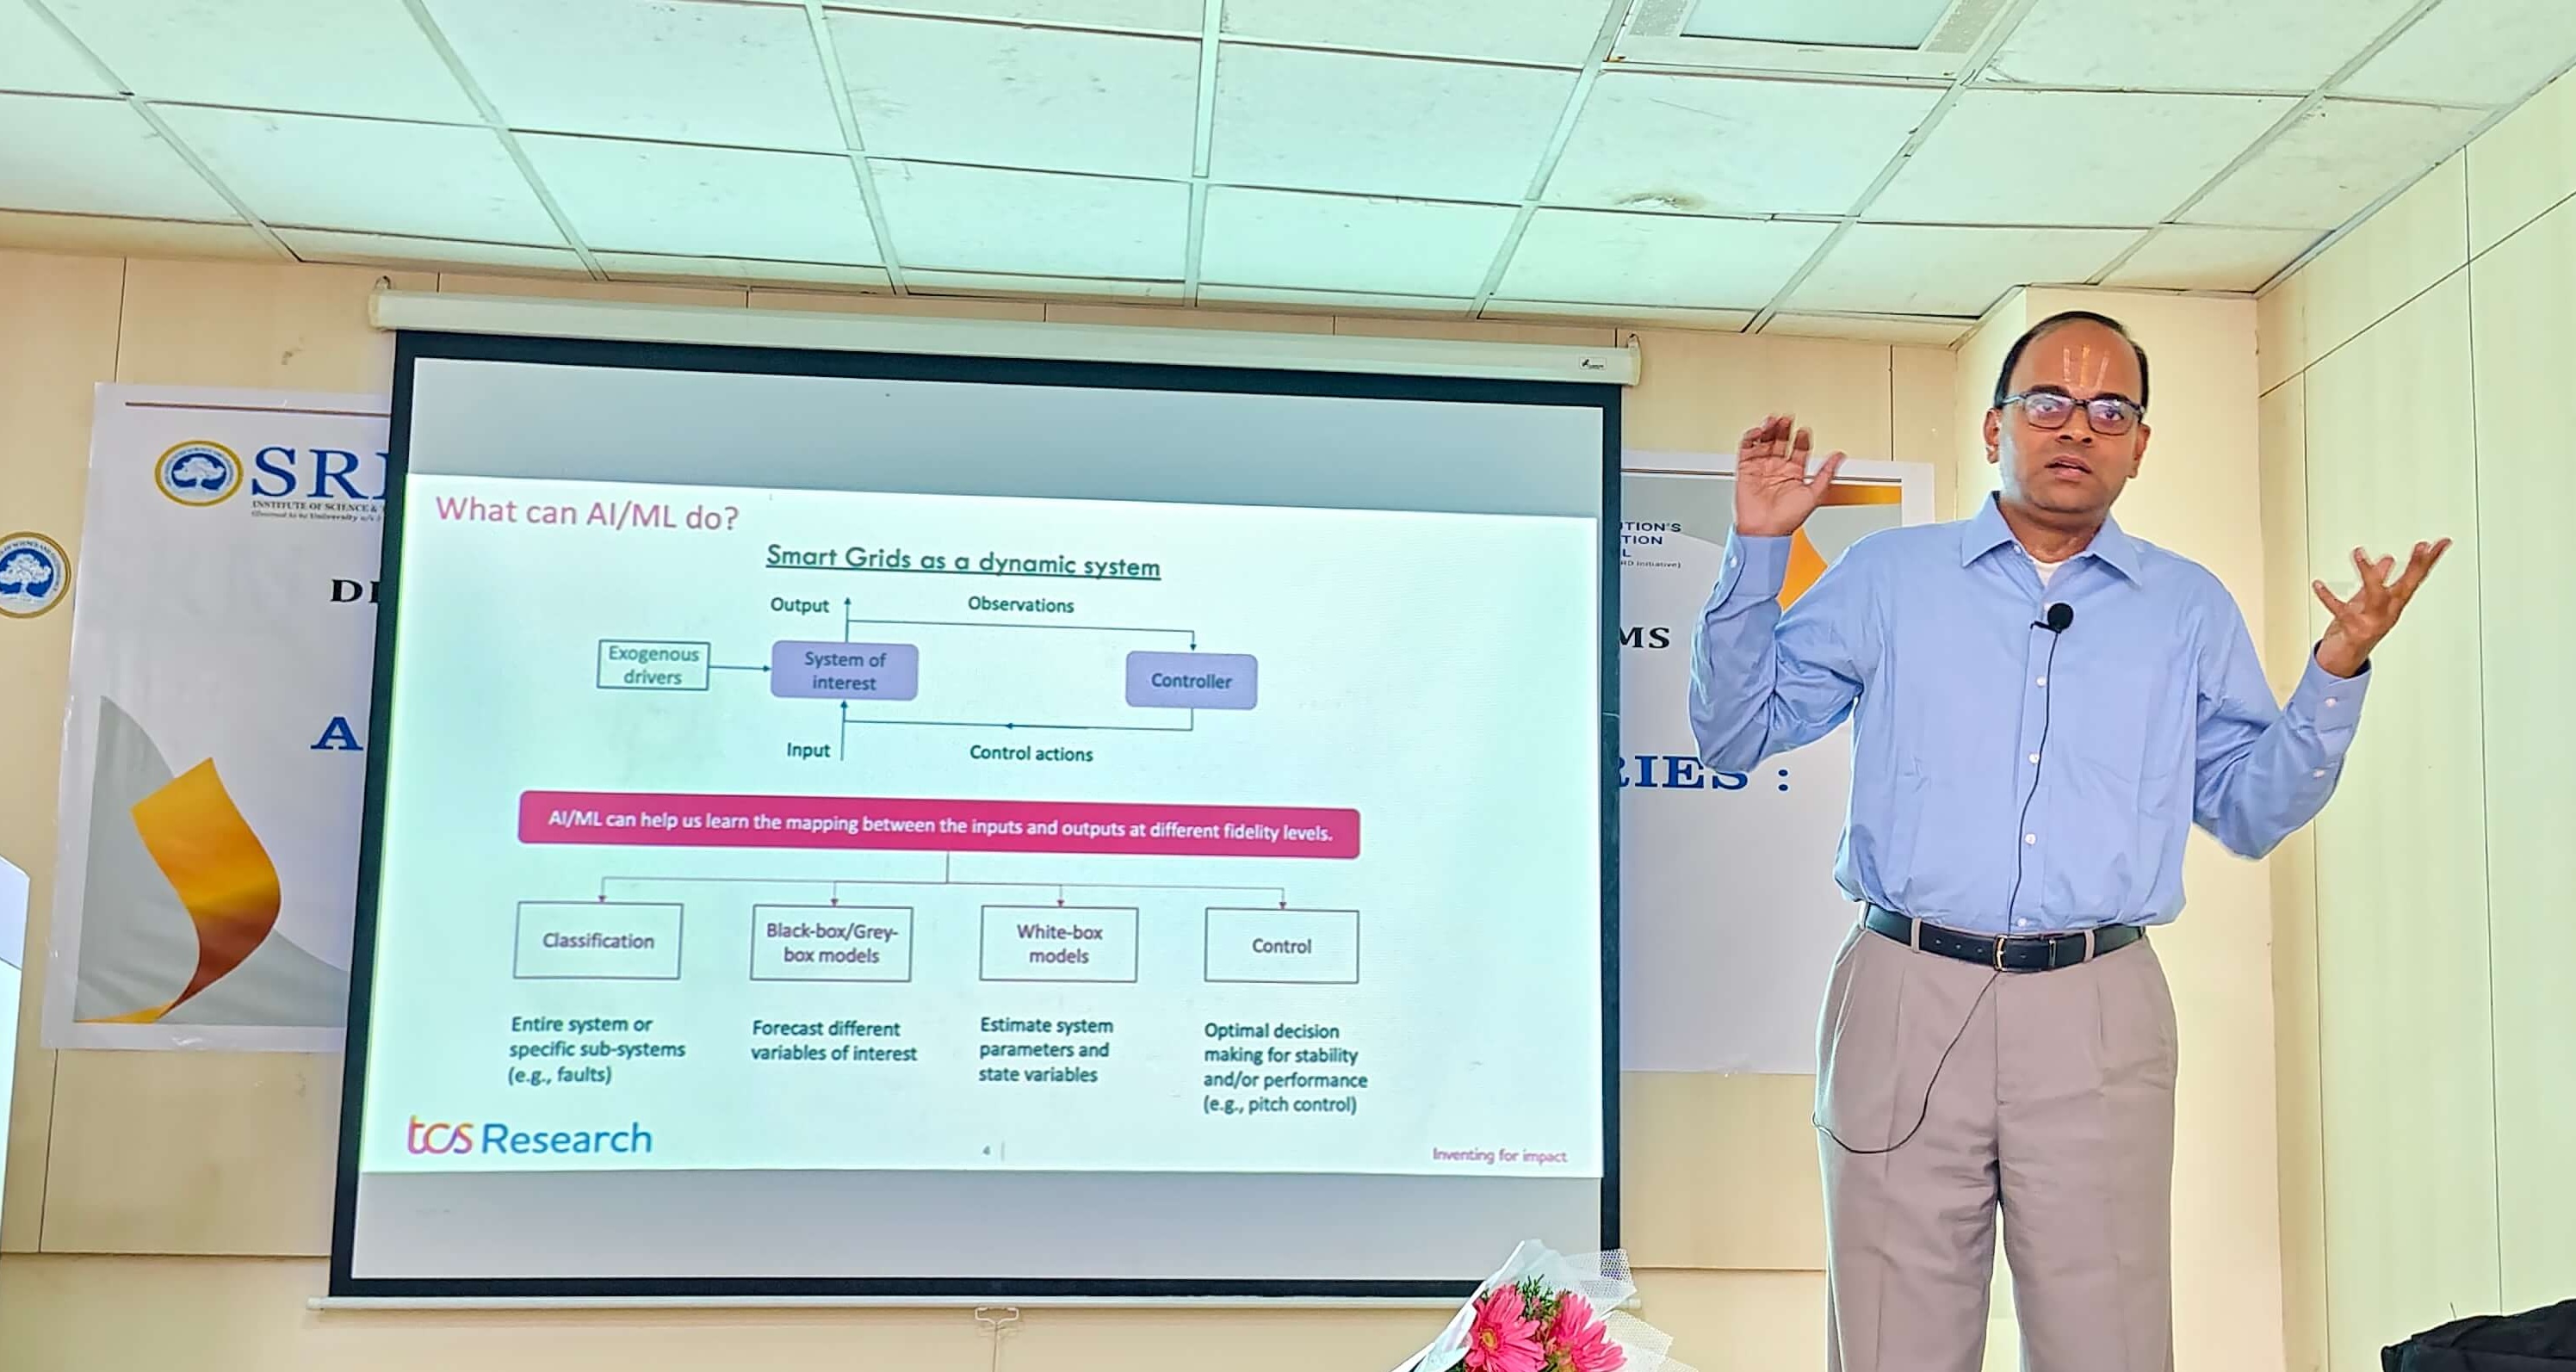 SR
INSTITUTE OF SCIENCE &
A
TION'S
TION
L
MS
IES :
What can AI/ML do?
Smart Grids as a dynamic system
Output
Observations
Exogenous
drivers
System of
interest
Controller
Input
Control actions
AI/ML can help us learn the mapping between the inputs and outputs at different fidelity levels.
Classification
Black-box/Grey-
box models
White-box
models
Control
Entire system or
specific sub-systems
(e.g., faults)
Forecast different
variables of interest
Estimate system
parameters and
state variables
Optimal decision
making for stability
and/or performance
(e.g., pitch control)
tcs Research
4
Inventing for impact